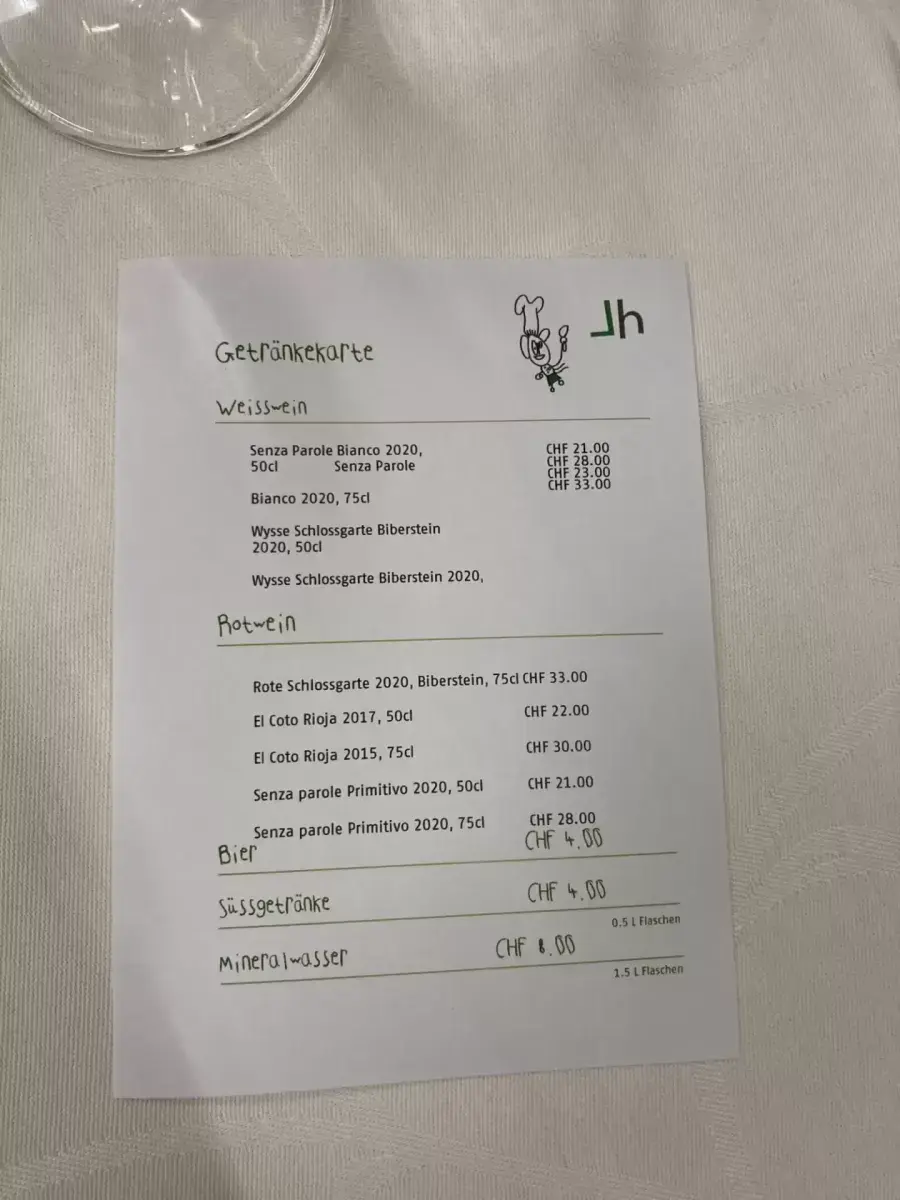 Jh
Getränkekarte
Weisswein
Senza Parole Bianco 2020, CHF 21.00
50cl Senza Parole CHF 28.00
CHF 23.00
Bianco 2020, 75cl CHF 33.00
Wysse Schlossgarte Biberstein
2020, 50cl
Wysse Schlossgarte Biberstein 2020,
Rotwein
Rote Schlossgarte 2020, Biberstein, 75cl CHF 33.00
El Coto Rioja 2017, 50cl CHF 22.00
El Coto Rioja 2015, 75cl CHF 30.00
Senza parole Primitivo 2020, 50cl CHF 21.00
Senza parole Primitivo 2020, 75cl CHF 28.00
Bier CHF 4.00
Süssgetränke CHF 4.00
0.5 L Flaschen
Mineralwasser CHF 8.00
1.5 L Flaschen